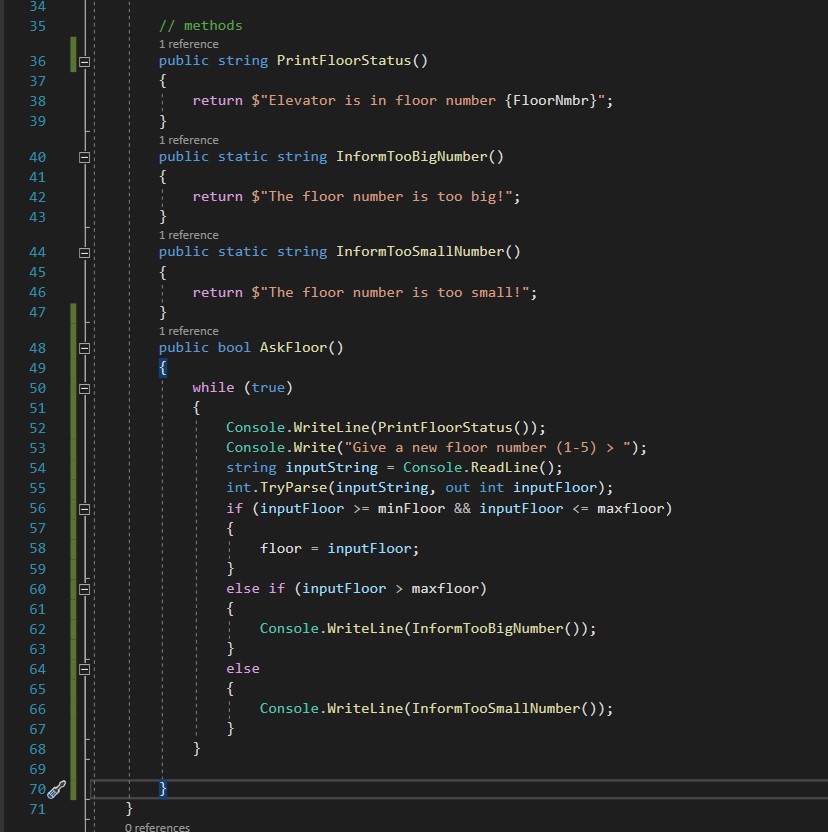 34
35 // methods
1 reference
36 public string PrintFloorStatus()
37 {
38 return $"Elevator is in floor number {FloorNmbr}";
39 }
1 reference
40 public static string InformTooBigNumber()
41 {
42 return $"The floor number is too big!";
43 }
1 reference
44 public static string InformTooSmallNumber()
45 {
46 return $"The floor number is too small!";
47 }
1 reference
48 public bool AskFloor()
49 {
50 while (true)
51 {
52 Console.WriteLine(PrintFloorStatus());
53 Console.Write("Give a new floor number (1-5) > ");
54 string inputString = Console.ReadLine();
55 int.TryParse(inputString, out int inputFloor);
56 if (inputFloor >= minFloor && inputFloor <= maxfloor)
57 {
58 floor = inputFloor;
59 }
60 else if (inputFloor > maxfloor)
61 {
62 Console.WriteLine(InformTooBigNumber());
63 }
64 else
65 {
66 Console.WriteLine(InformTooSmallNumber());
67 }
68 }
69
70 }
71 }
0 references